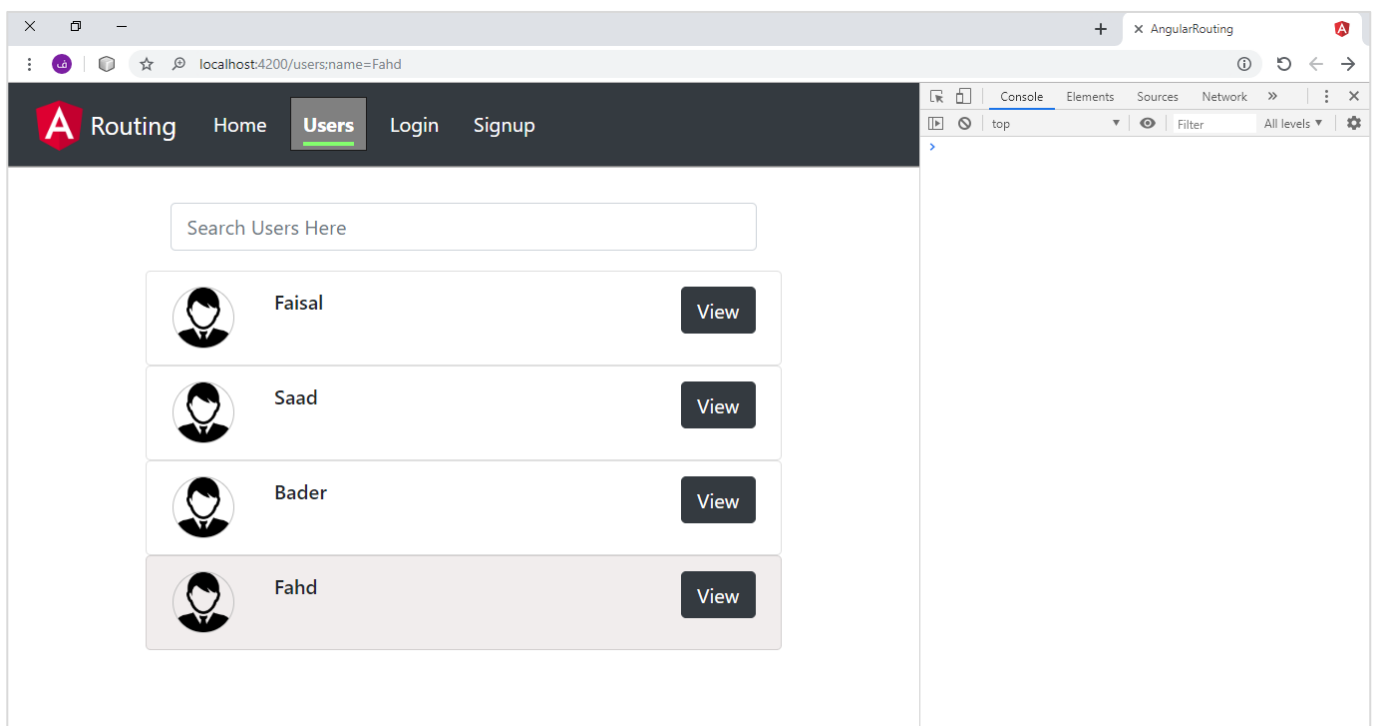 AngularRouting
localhost:4200/users;name=Fahd
ف
Routing Home Users Login Signup
Console Elements Sources Network
top Filter All levels
Search Users Here
Faisal View
Saad View
Bader View
Fahd View